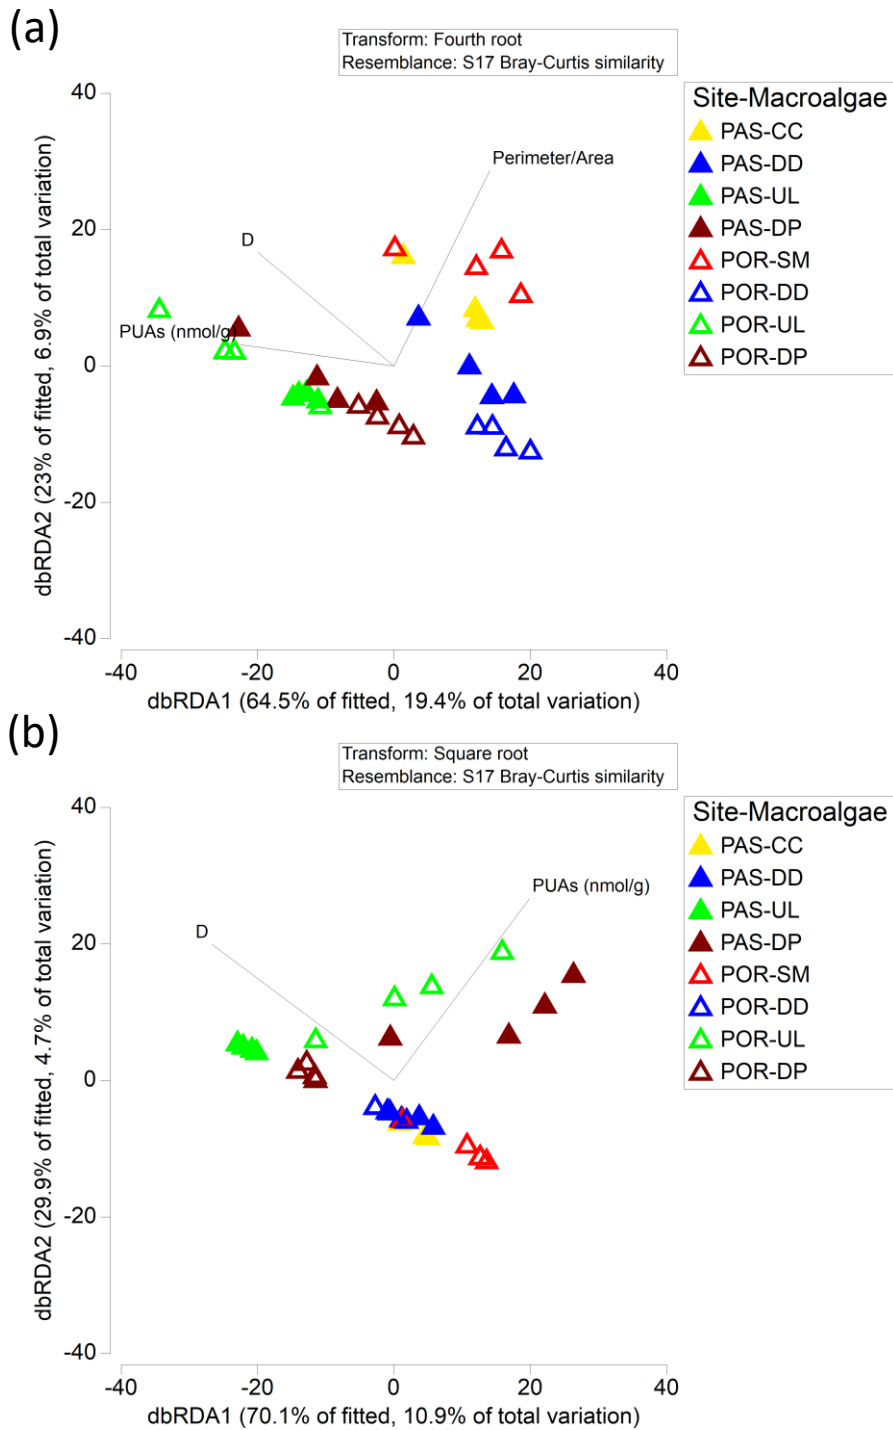 (a)
Transform: Fourth root
Resemblance: S17 Bray-Curtis similarity
40
20
0
-20
-40
dbRDA2 (23% of fitted, 6.9% of total variation)
Perimeter/Area
D
PUAs (nmol/g)
-40
-20
0
20
40
dbRDA1 (64.5% of fitted, 19.4% of total variation)
Site-Macroalgae
PAS-CC
PAS-DD
PAS-UL
PAS-DP
POR-SM
POR-DD
POR-UL
POR-DP
(b)
Transform: Square root
Resemblance: S17 Bray-Curtis similarity
40
20
0
-20
-40
dbRDA2 (29.9% of fitted, 4.7% of total variation)
PUAs (nmol/g)
D
-40
-20
0
20
40
dbRDA1 (70.1% of fitted, 10.9% of total variation)
Site-Macroalgae
PAS-CC
PAS-DD
PAS-UL
PAS-DP
POR-SM
POR-DD
POR-UL
POR-DP